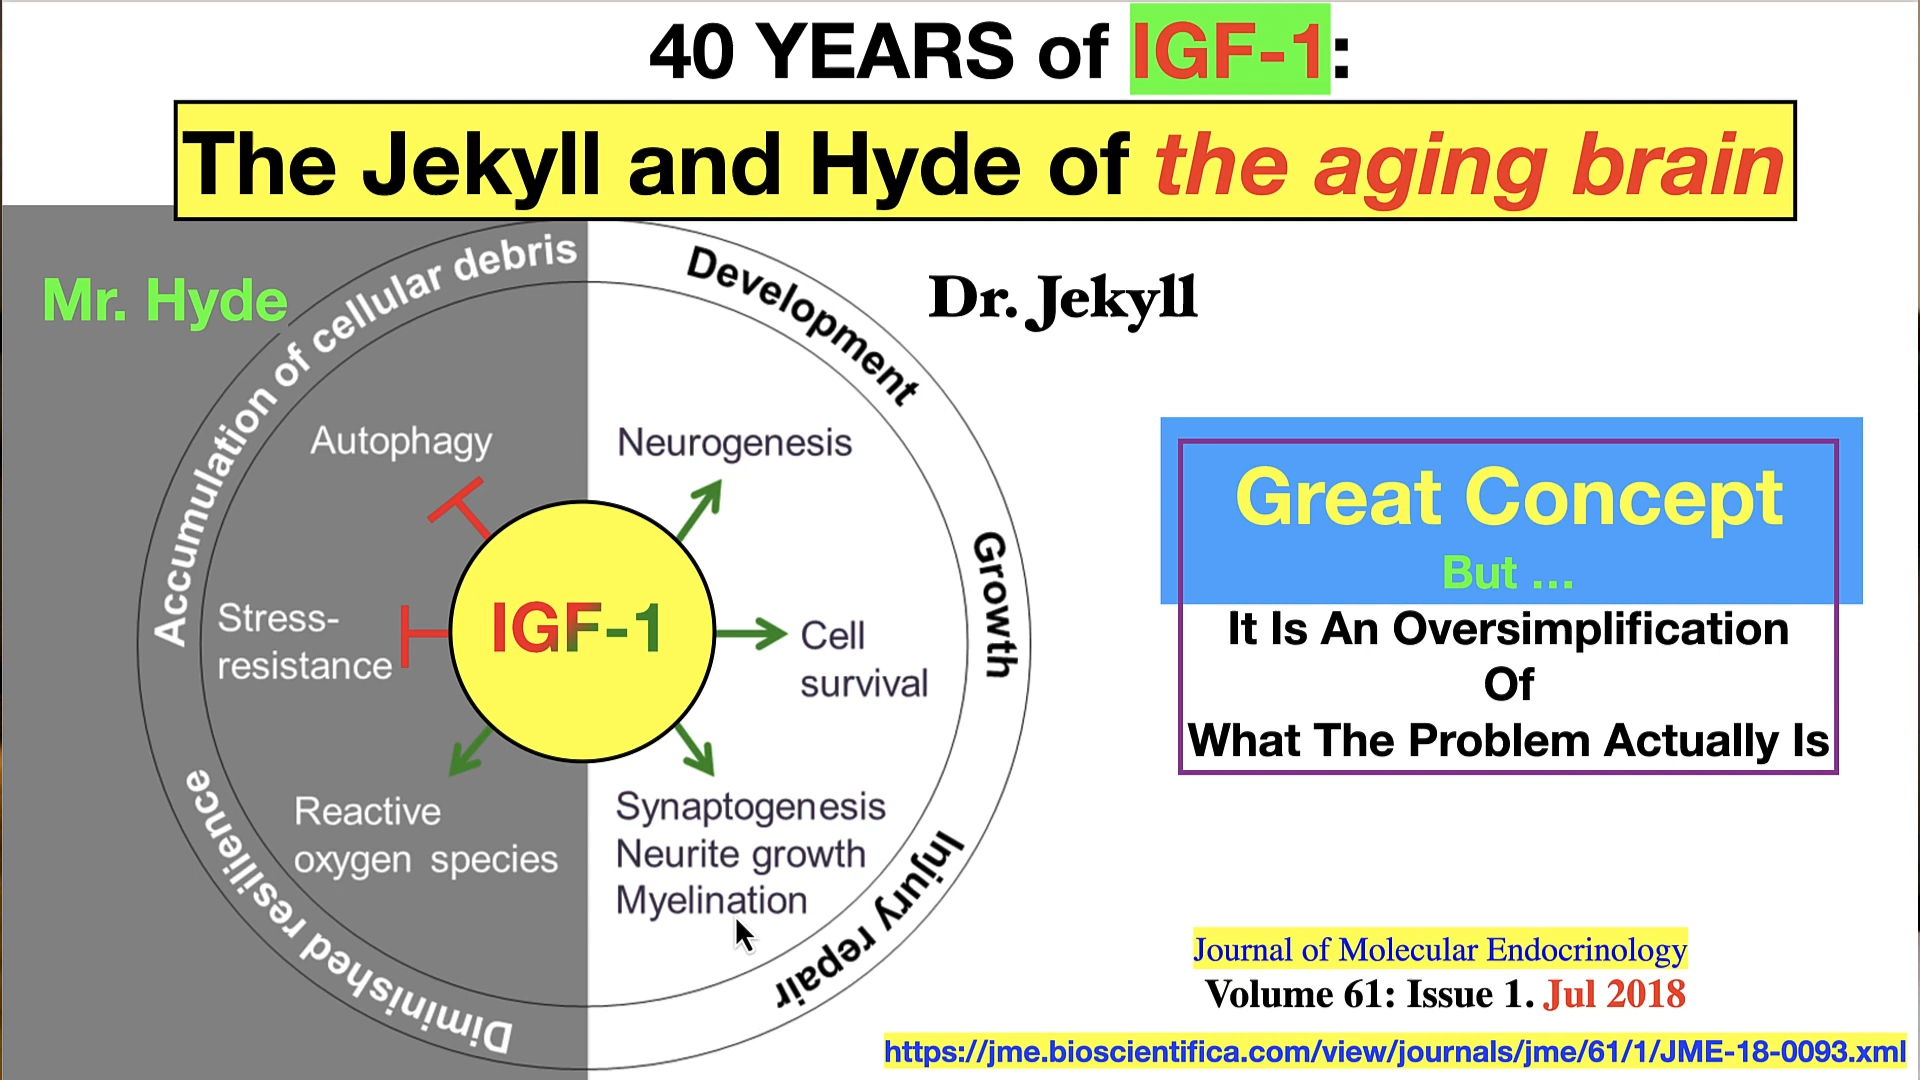 40 YEARS of IGF-1:
The Jekyll and Hyde of the aging brain
Mr. Hyde
Dr. Jekyll
Accumulation of cellular debris
Diminished resilience
Development
Growth
Injury repair
Autophagy
Stress-
resistance
Reactive
oxygen species
IGF-1
Neurogenesis
Cell
survival
Synaptogenesis
Neurite growth
Myelination
Great Concept
But ...
It Is An Oversimplification
Of
What The Problem Actually Is
Journal of Molecular Endocrinology
Volume 61: Issue 1. Jul 2018
https://jme.bioscientifica.com/view/journals/jme/61/1/JME-18-0093.xml